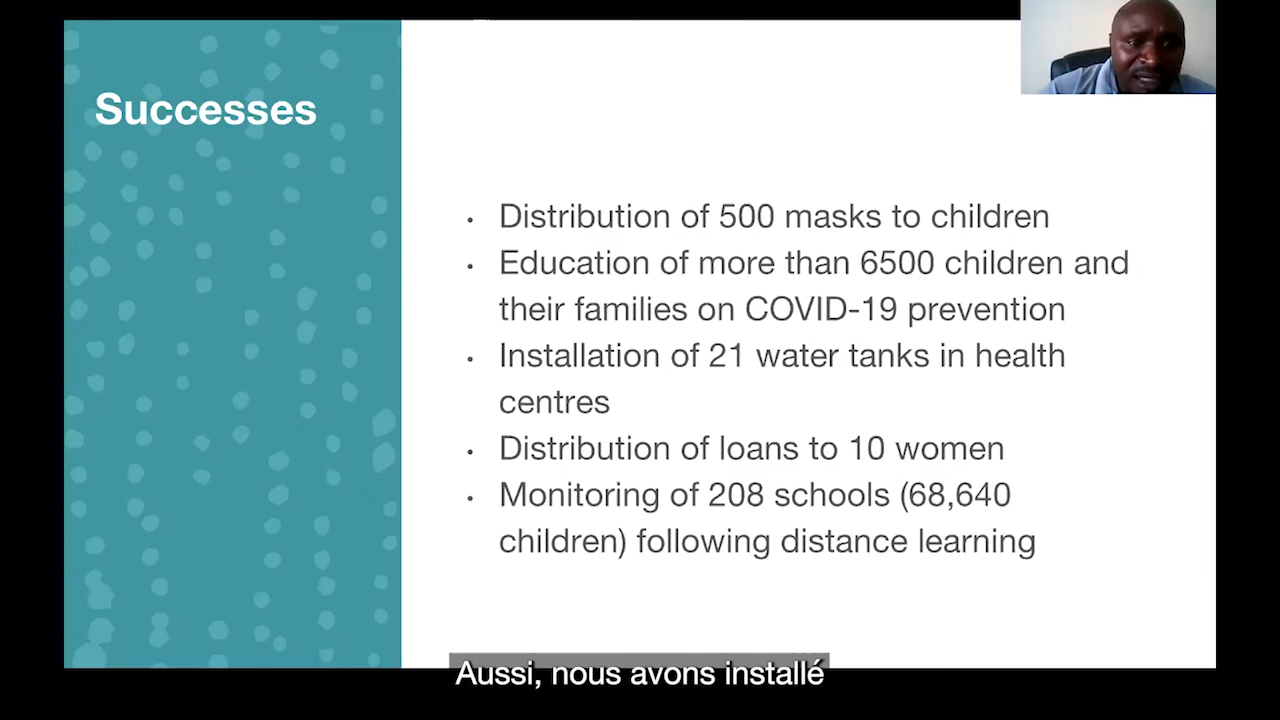 Successes
• Distribution of 500 masks to children
• Education of more than 6500 children and
their families on COVID-19 prevention
• Installation of 21 water tanks in health
centres
• Distribution of loans to 10 women
• Monitoring of 208 schools (68,640
children) following distance learning
Aussi, nous avons installé